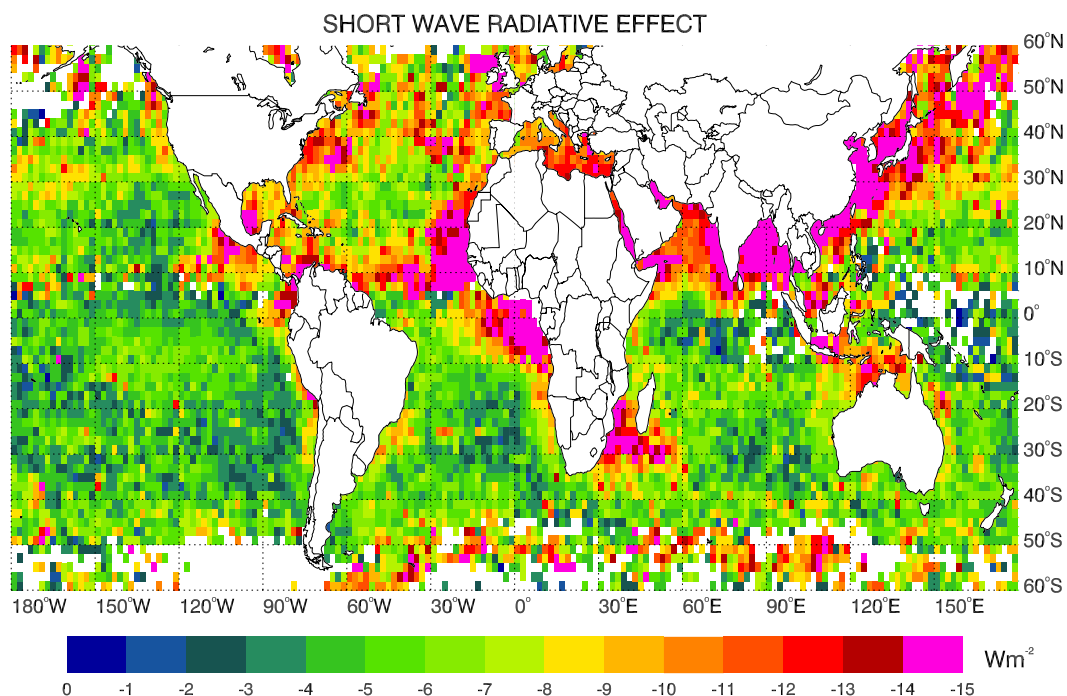 SHORT WAVE RADIATIVE EFFECT
60°N
50°N
40°N
30°N
20°N
10°N
0°
10°S
20°S
30°S
40°S
50°S
60°S
180°W 150°W 120°W 90°W 60°W 30°W 0° 30°E 60°E 90°E 120°E 150°E
Wm⁻²
0 -1 -2 -3 -4 -5 -6 -7 -8 -9 -10 -11 -12 -13 -14 -15